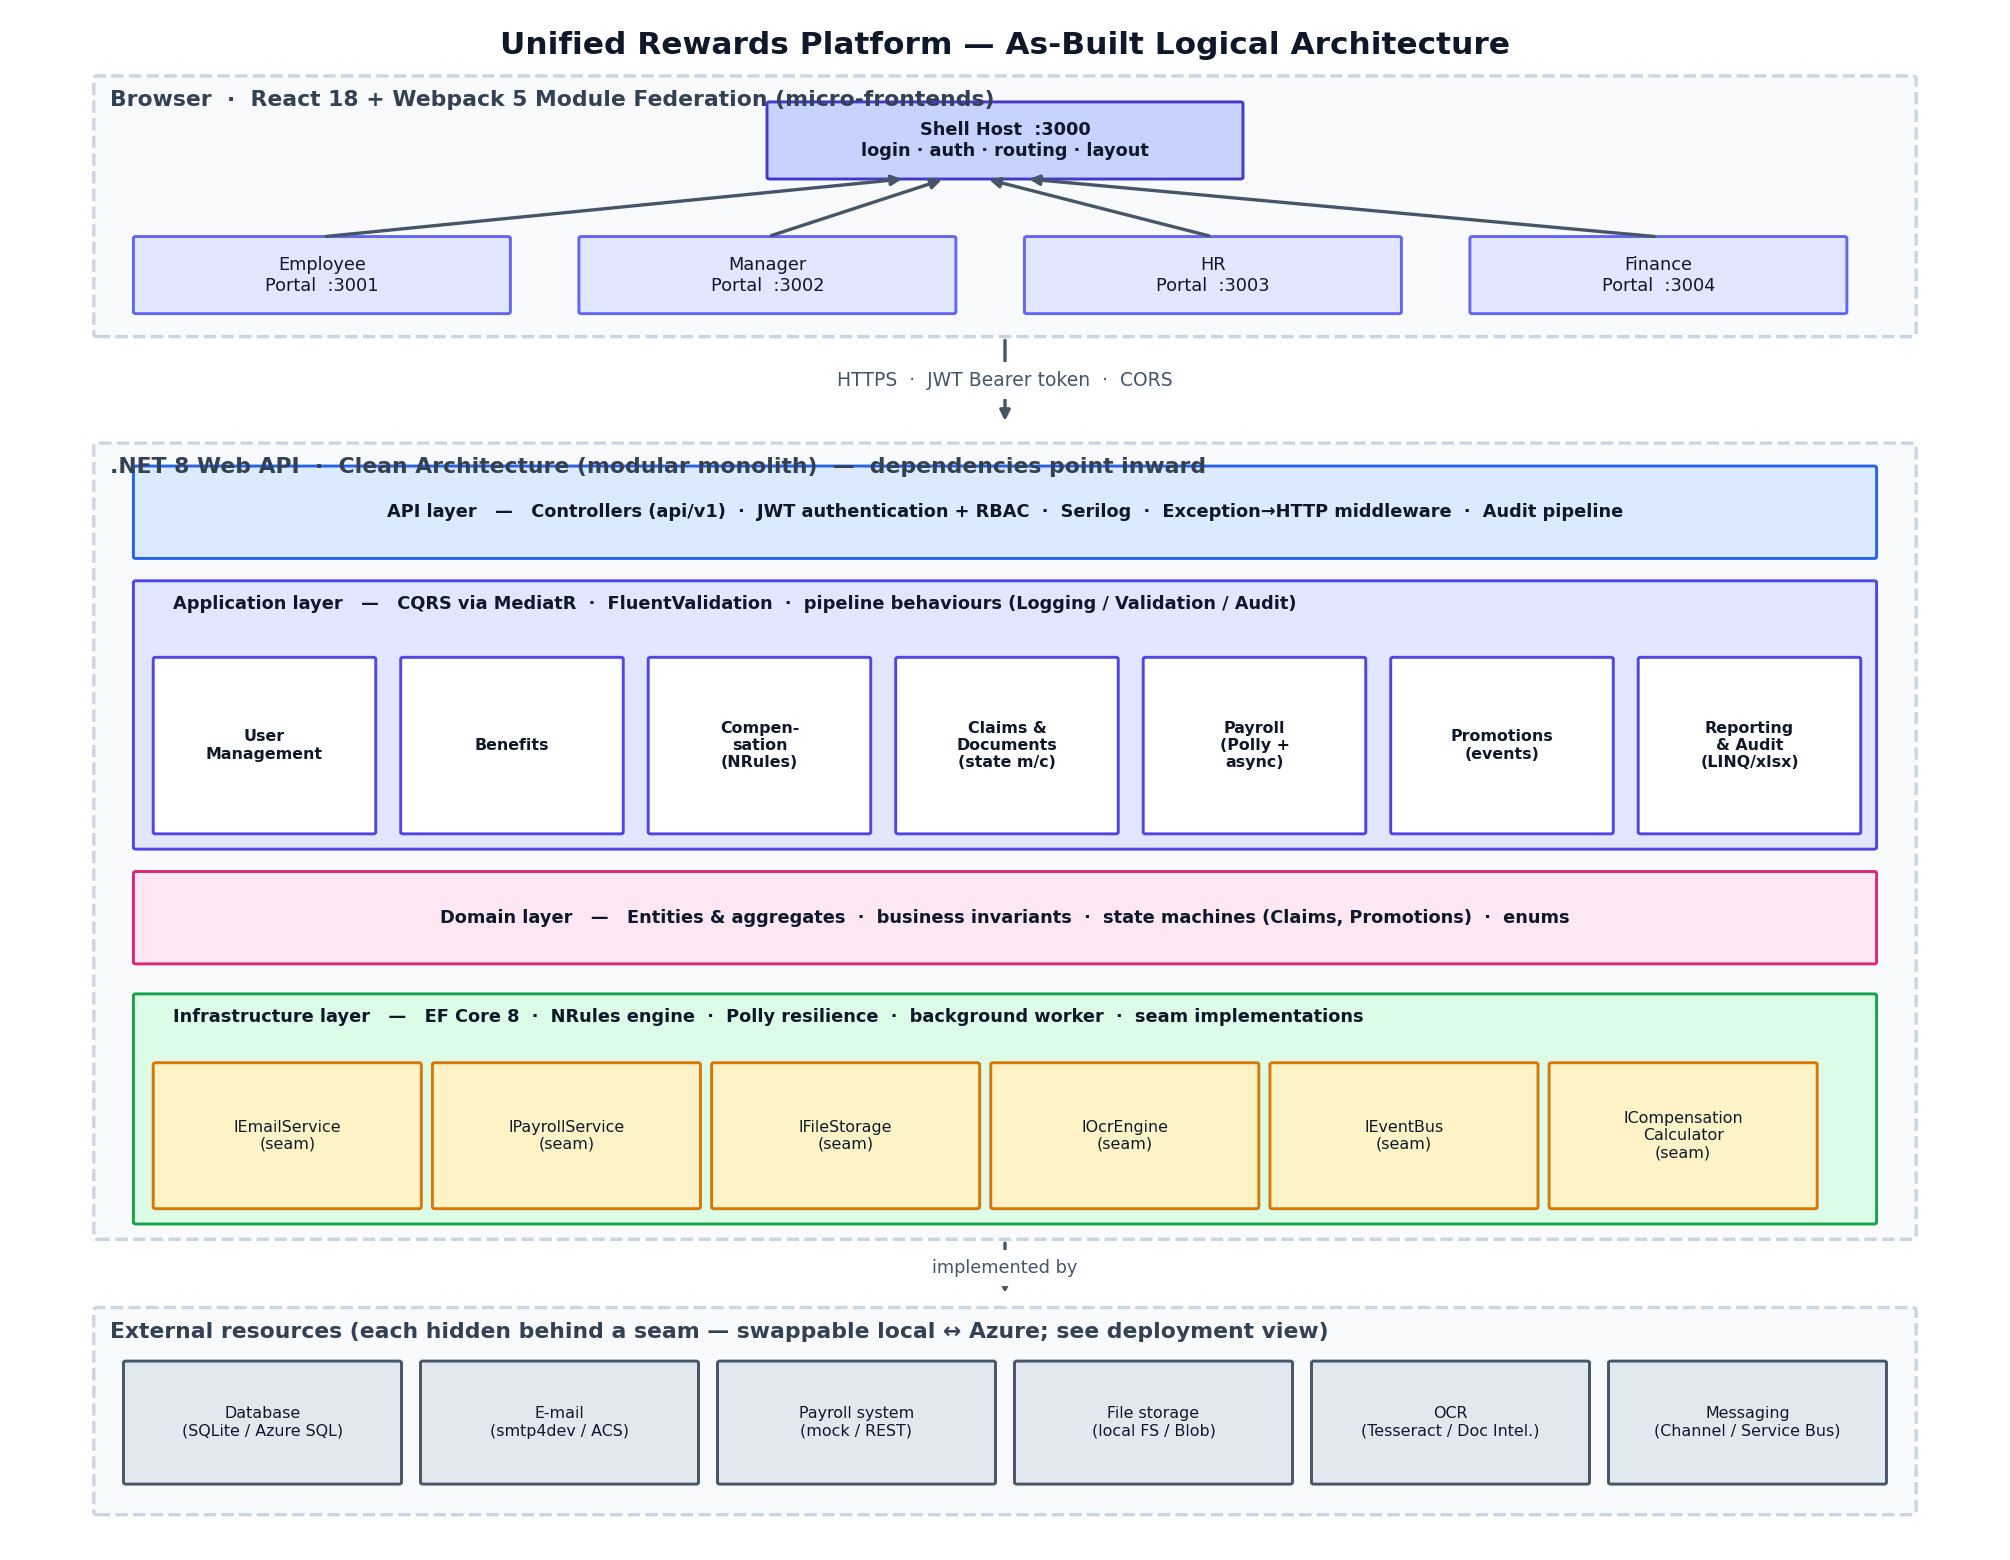 Unified Rewards Platform — As-Built Logical Architecture
Browser · React 18 + Webpack 5 Module Federation (micro-frontends)
Shell Host :3000
login · auth · routing · layout
Employee
Portal :3001
Manager
Portal :3002
HR
Portal :3003
Finance
Portal :3004
HTTPS · JWT Bearer token · CORS
.NET 8 Web API · Clean Architecture (modular monolith) — dependencies point inward
API layer — Controllers (api/v1) · JWT authentication + RBAC · Serilog · Exception→HTTP middleware · Audit pipeline
Application layer — CQRS via MediatR · FluentValidation · pipeline behaviours (Logging / Validation / Audit)
User
Management
Benefits
Compen-
sation
(NRules)
Claims &
Documents
(state m/c)
Payroll
(Polly +
async)
Promotions
(events)
Reporting
& Audit
(LINQ/xlsx)
Domain layer — Entities & aggregates · business invariants · state machines (Claims, Promotions) · enums
Infrastructure layer — EF Core 8 · NRules engine · Polly resilience · background worker · seam implementations
IEmailService
(seam)
IPayrollService
(seam)
IFileStorage
(seam)
IOcrEngine
(seam)
IEventBus
(seam)
ICompensation
Calculator
(seam)
implemented by
External resources (each hidden behind a seam — swappable local ↔ Azure; see deployment view)
Database
(SQLite / Azure SQL)
E-mail
(smtp4dev / ACS)
Payroll system
(mock / REST)
File storage
(local FS / Blob)
OCR
(Tesseract / Doc Intel.)
Messaging
(Channel / Service Bus)